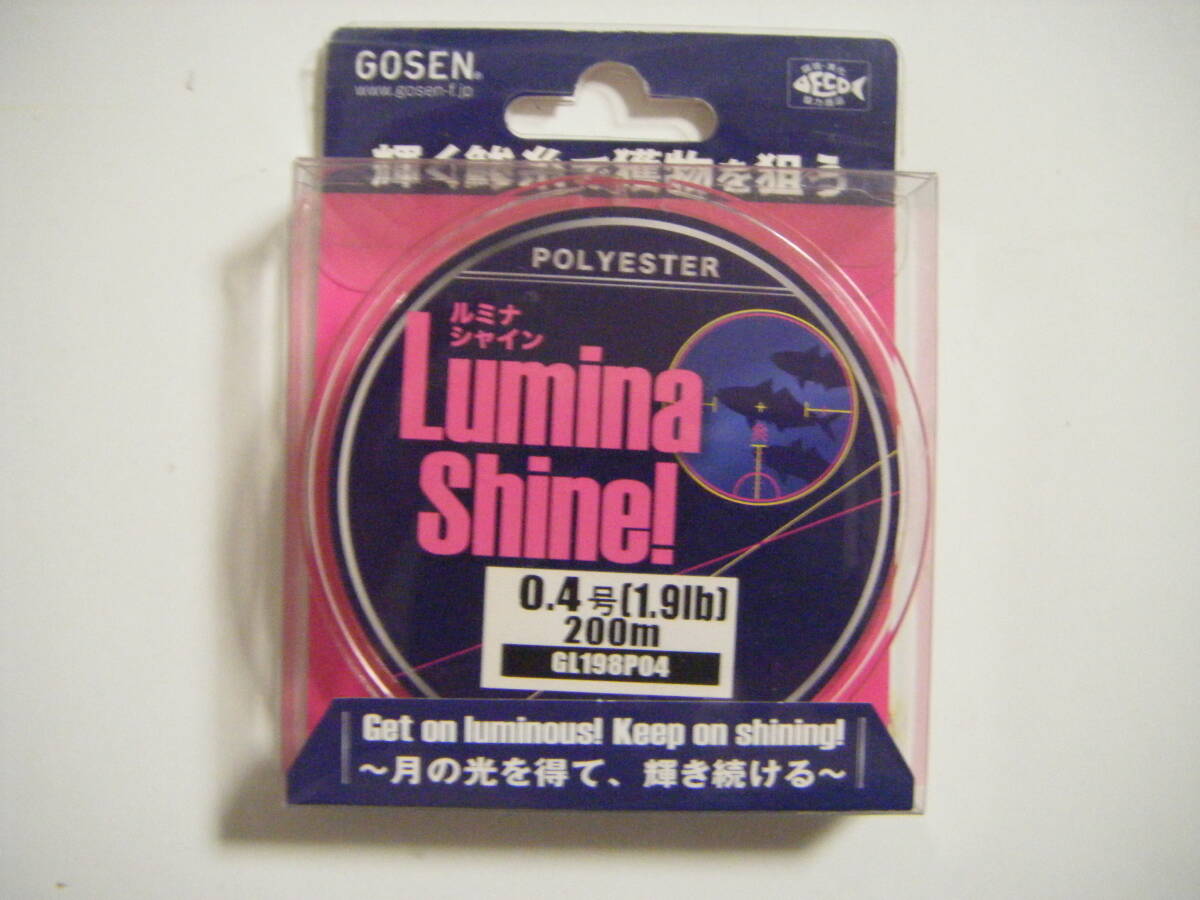 GOSEN®
www.gosen-f.jp
ECO
輝く鮮糸で獲物を狙う
POLYESTER
ルミナ
シャイン
Lumina
Shine!
0.4号(1.9lb)
200m
GL198P04
Get on luminous! Keep on shining!
～月の光を得て、輝き続ける～